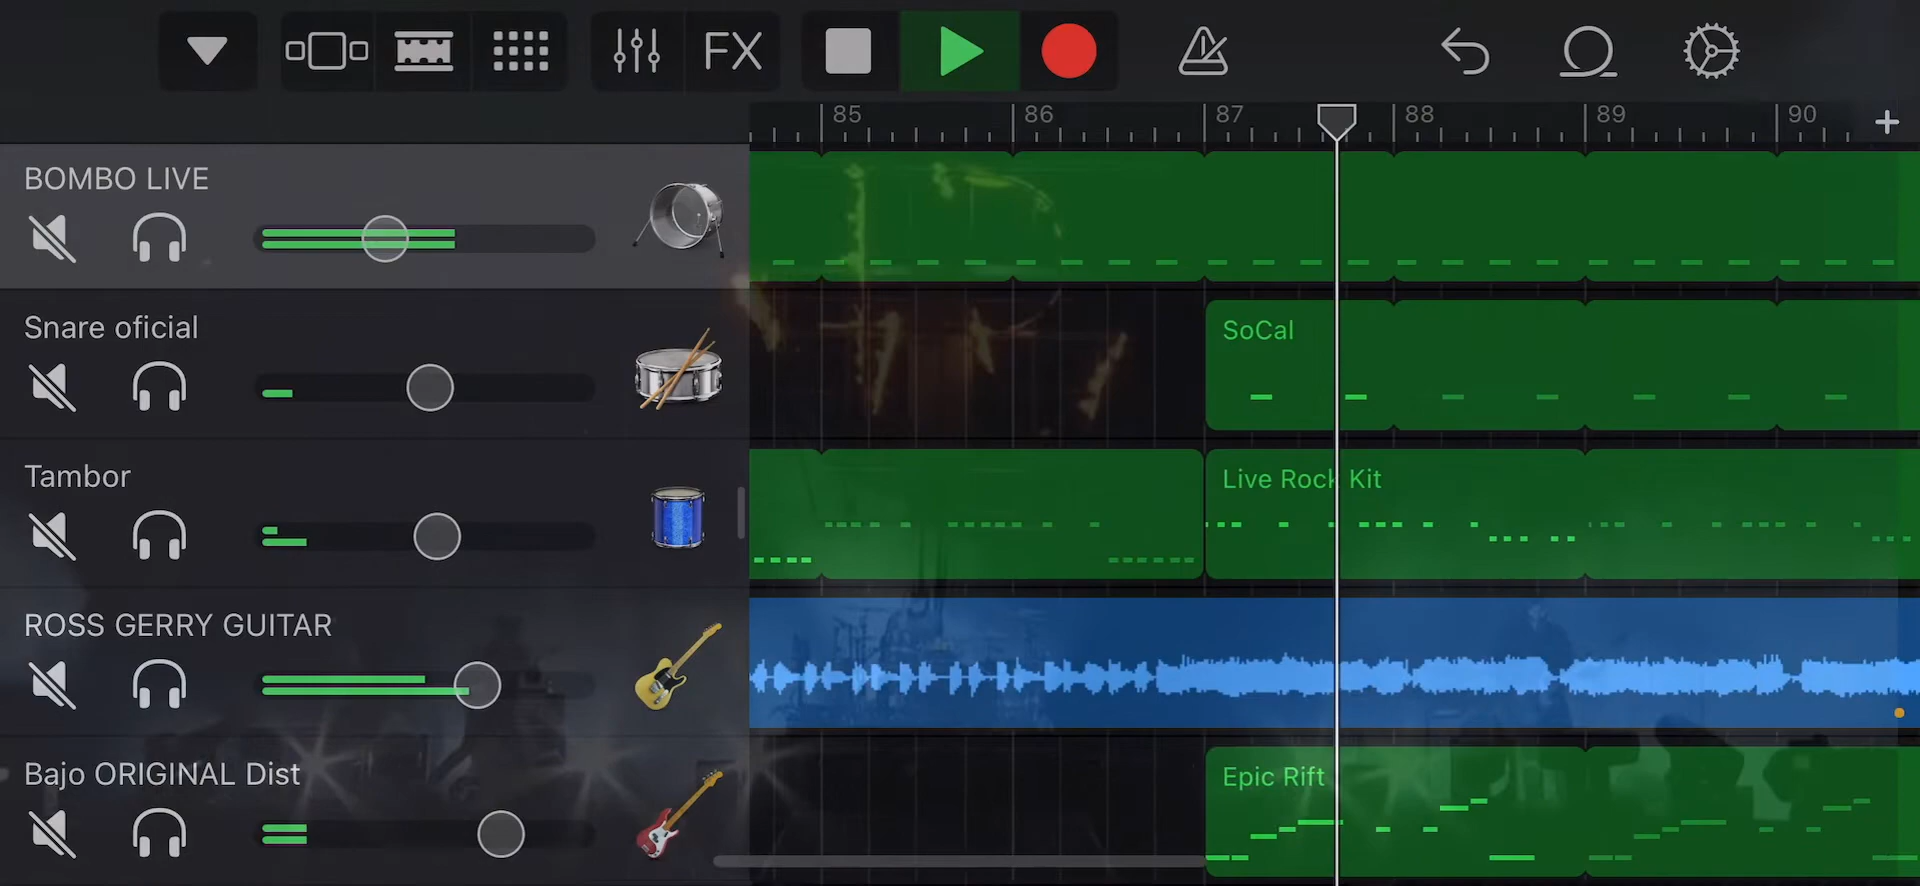 FX
85 86 87 88 89 90 +
BOMBO LIVE
Snare oficial
SoCal
Tambor
Live Rock Kit
ROSS GERRY GUITAR
Bajo ORIGINAL Dist
Epic Rift